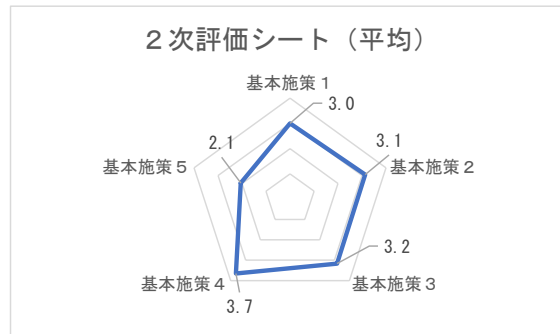 ２次評価シート（平均）
基本施策１
3.0
2.1
3.1
基本施策５
基本施策２
3.2
基本施策４
基本施策３
3.7